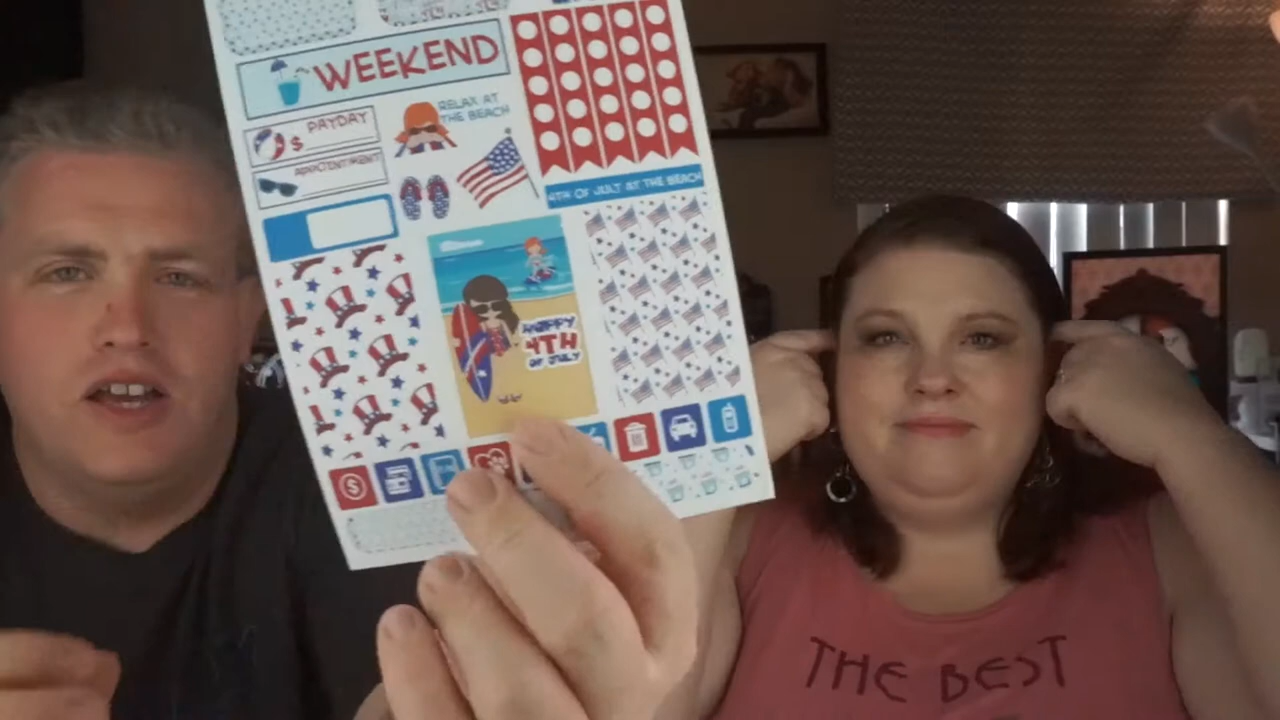 WEEKEND
PAYDAY
$
APPOINTMENT
RELAX AT
THE BEACH
4TH OF JULY AT THE BEACH
HAPPY
4TH
OF JULY
$
THE BEST